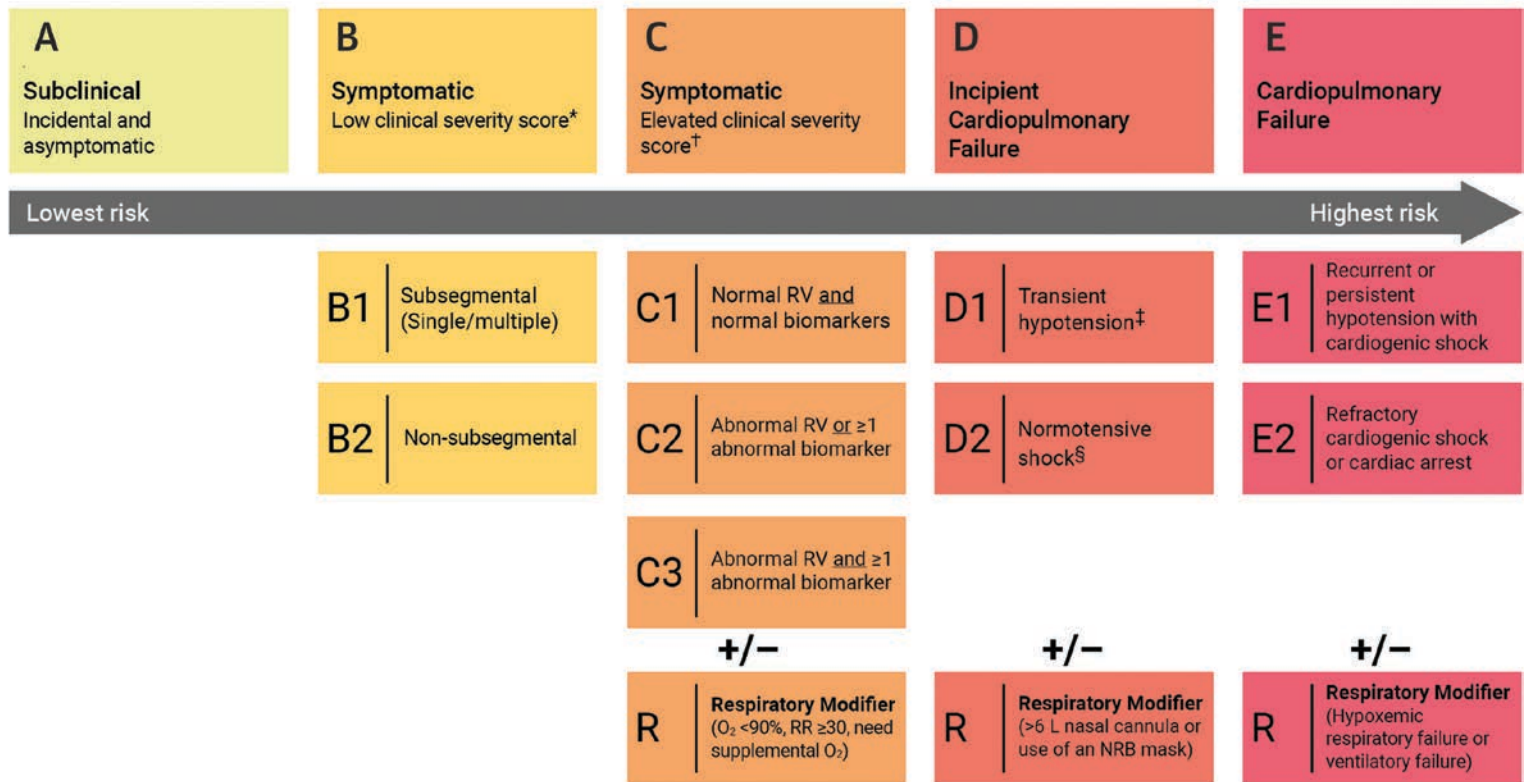 A
Subclinical
Incidental and
asymptomatic
B
Symptomatic
Low clinical severity score*
C
Symptomatic
Elevated clinical severity
score†
D
Incipient
Cardiopulmonary
Failure
E
Cardiopulmonary
Failure
Lowest risk
Highest risk
B1
Subsegmental
(Single/multiple)
C1
Normal RV and
normal biomarkers
D1
Transient
hypotension‡
E1
Recurrent or
persistent
hypotension with
cardiogenic shock
B2
Non-subsegmental
C2
Abnormal RV or ≥1
abnormal biomarker
D2
Normotensive
shock§
E2
Refractory
cardiogenic shock
or cardiac arrest
C3
Abnormal RV and ≥1
abnormal biomarker
+/−
+/−
+/−
R
Respiratory Modifier
(O₂ <90%, RR ≥30, need
supplemental O₂)
R
Respiratory Modifier
(>6 L nasal cannula or
use of an NRB mask)
R
Respiratory Modifier
(Hypoxemic
respiratory failure or
ventilatory failure)